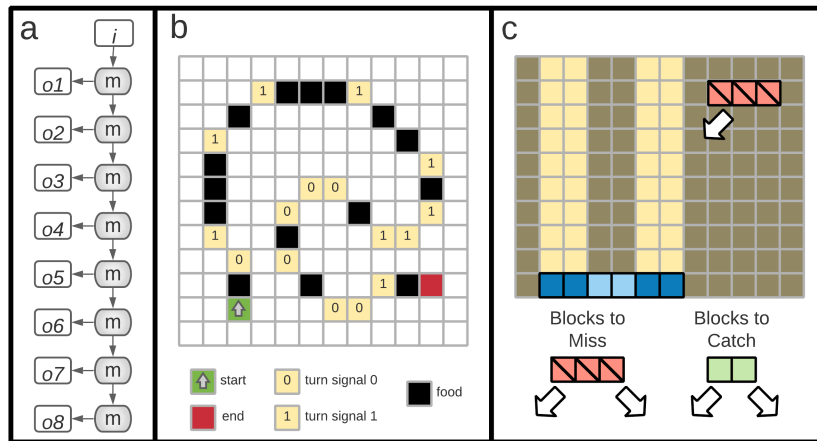 a
i
m
o1
m
o2
m
o3
m
o4
m
o5
m
o6
m
o7
m
o8
b
1 1
1
1
0 0
0 1
1 1 1
0 0
1
0 0
start
end
0 turn signal 0
1 turn signal 1
food
c
Blocks to
Miss
Blocks to
Catch